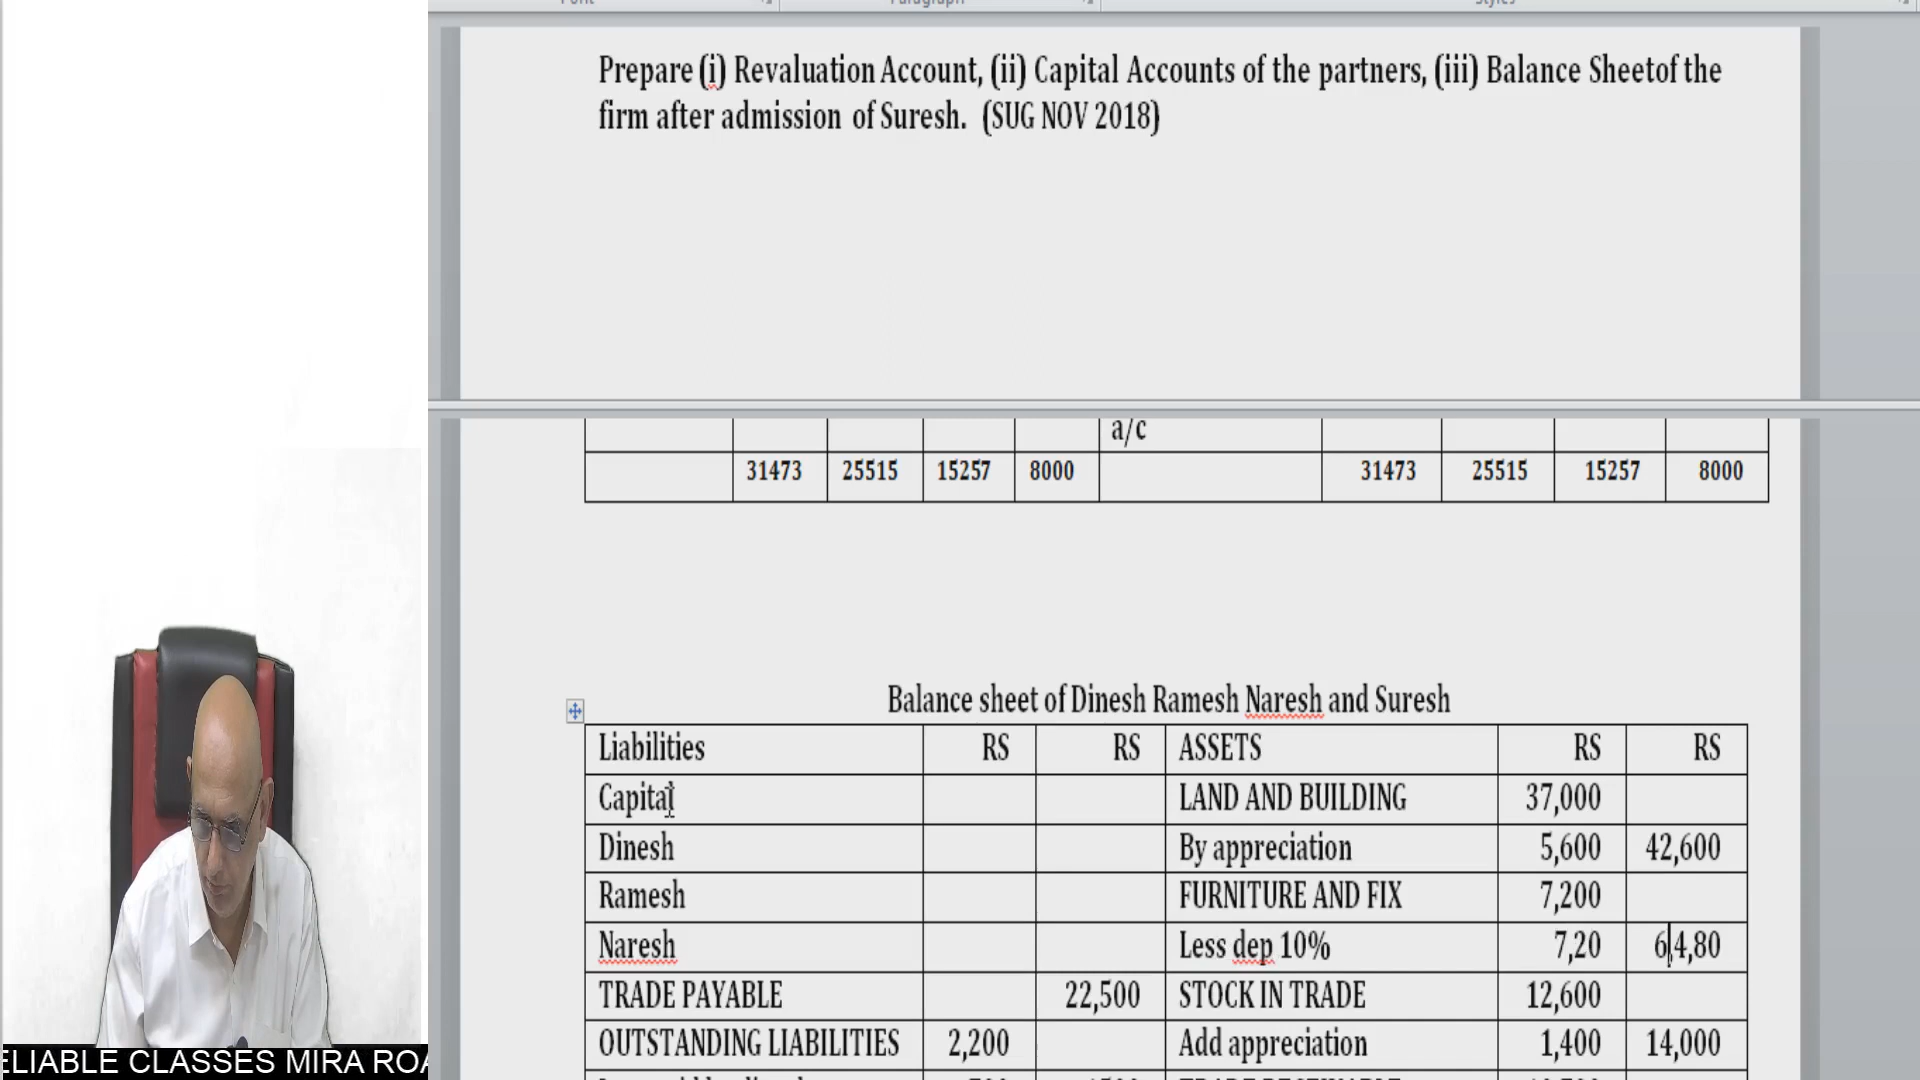 Prepare (i) Revaluation Account, (ii) Capital Accounts of the partners, (iii) Balance Sheetof the
firm after admission of Suresh. (SUG NOV 2018)
a/c
31473 25515 15257 8000 31473 25515 15257 8000
Balance sheet of Dinesh Ramesh Naresh and Suresh
Liabilities RS RS ASSETS RS RS
Capital LAND AND BUILDING 37,000
Dinesh By appreciation 5,600 42,600
Ramesh FURNITURE AND FIX 7,200
Naresh Less dep 10% 7,20 6,4,80
TRADE PAYABLE 22,500 STOCK IN TRADE 12,600
OUTSTANDING LIABILITIES 2,200 Add appreciation 1,400 14,000
ELIABLE CLASSES MIRA ROA